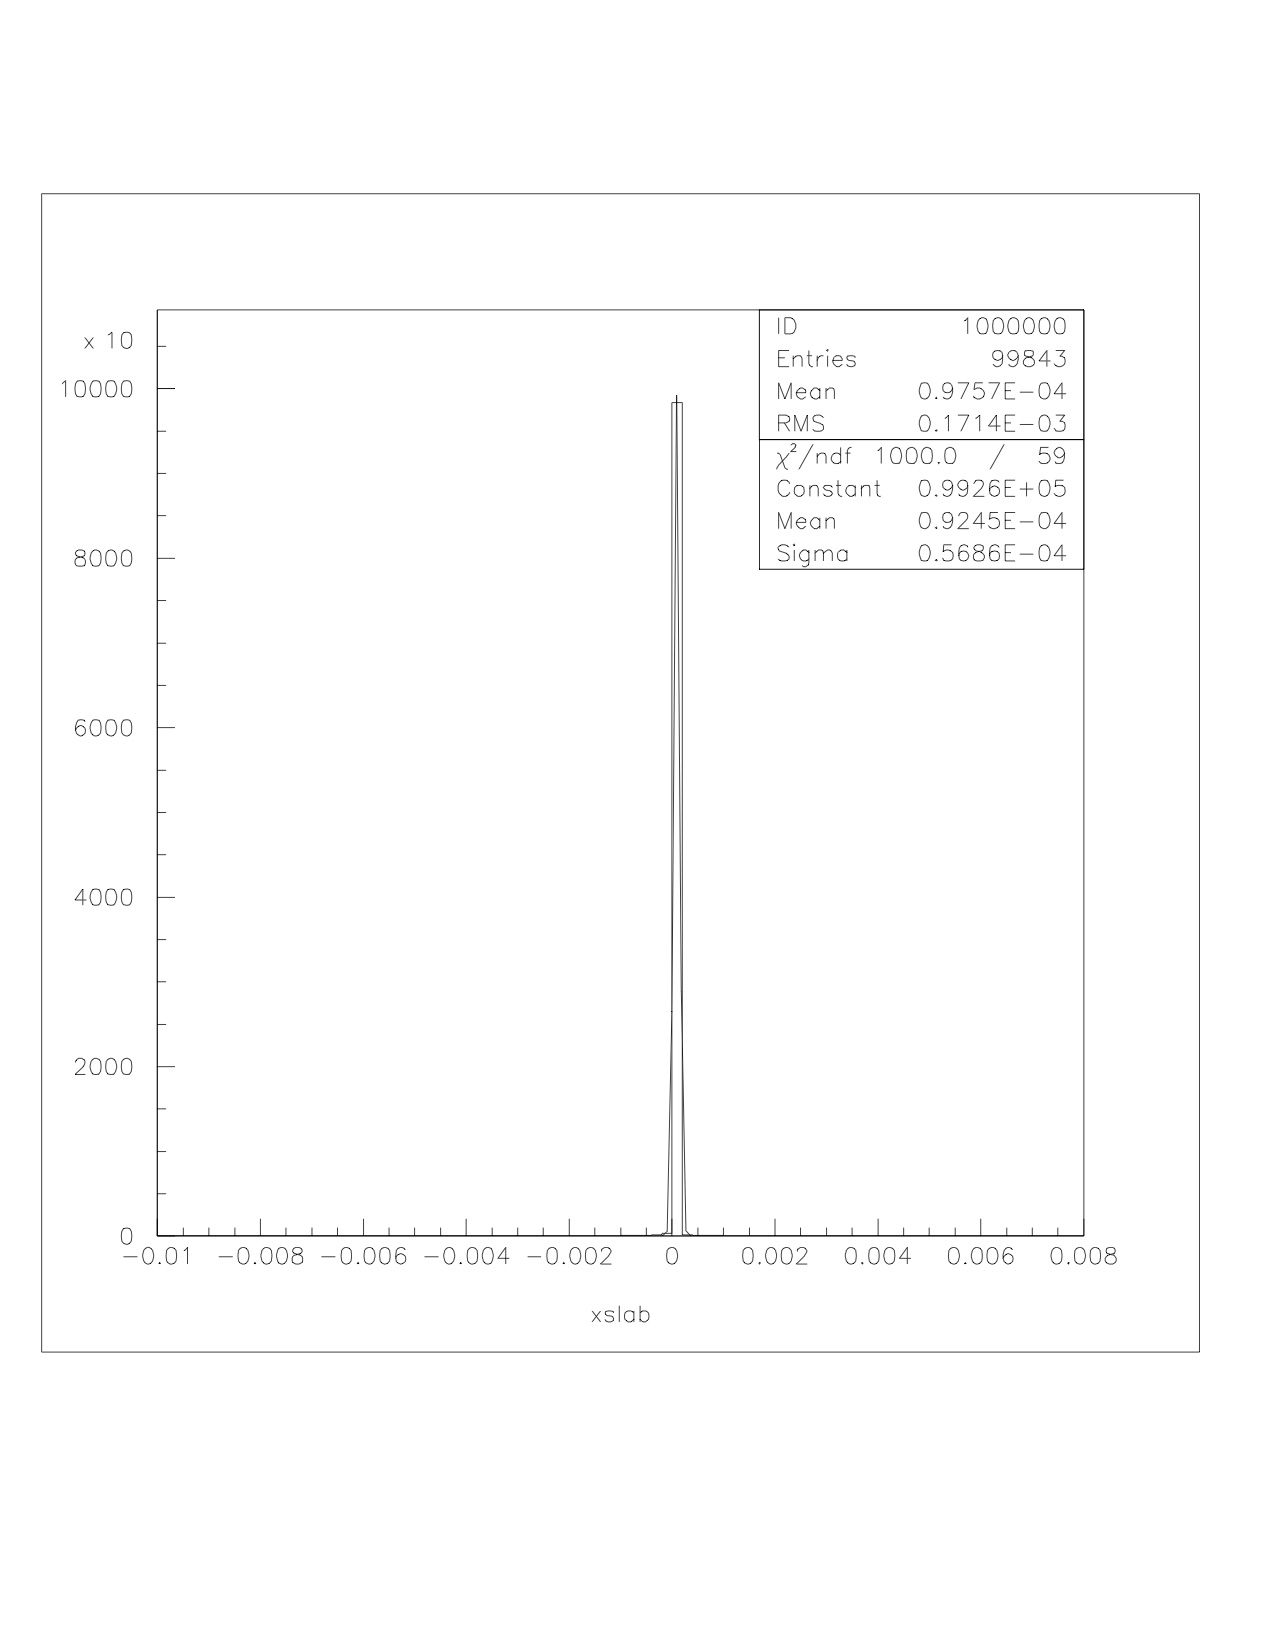 x 10
10000
8000
6000
4000
2000
0
−0.01 −0.008 −0.006 −0.004 −0.002 0 0.002 0.004 0.006 0.008
xslab
ID 1000000
Entries 99843
Mean 0.9757E−04
RMS 0.1714E−03
χ²/ndf 1000.0 / 59
Constant 0.9926E+05
Mean 0.9245E−04
Sigma 0.5686E−04